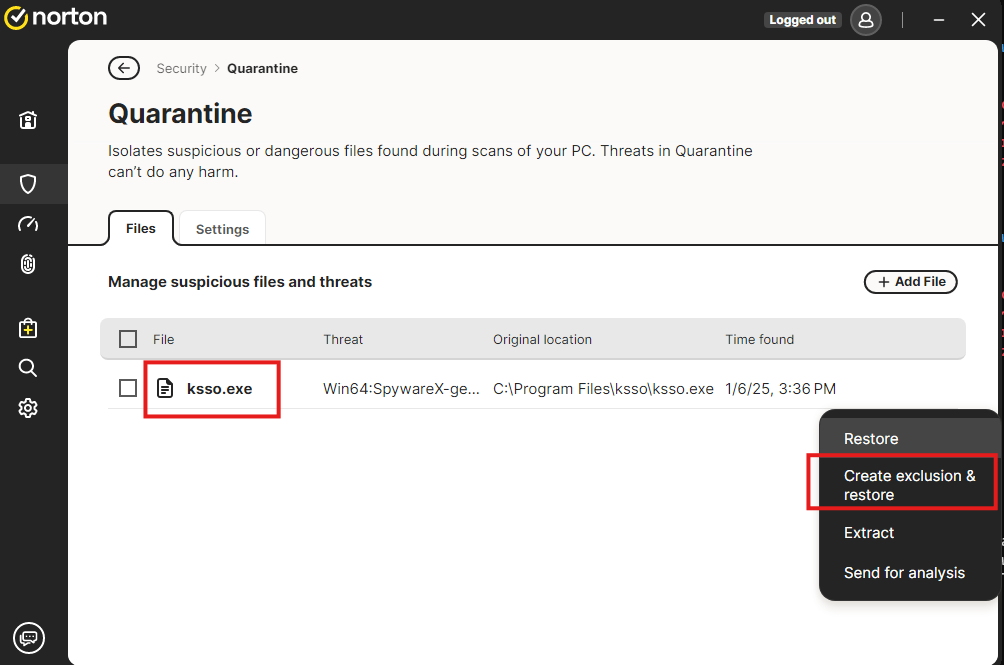 norton
Logged out
Security > Quarantine
Quarantine
Isolates suspicious or dangerous files found during scans of your PC. Threats in Quarantine
can't do any harm.
Files
Settings
Manage suspicious files and threats
+ Add File
File Threat Original location Time found
ksso.exe Win64:SpywareX-ge... C:\Program Files\ksso\ksso.exe 1/6/25, 3:36 PM
Restore
Create exclusion &
restore
Extract
Send for analysis